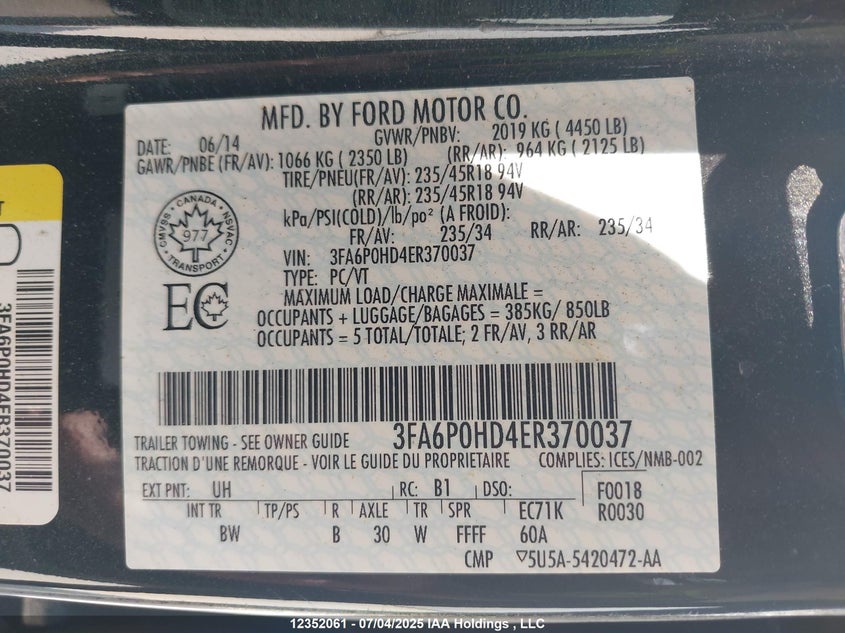 MFD. BY FORD MOTOR CO.
DATE: 06/14 GVWR/PNBV: 2019 KG ( 4450 LB)
GAWR/PNBE (FR/AV): 1066 KG ( 2350 LB) (RR/AR): 964 KG ( 2125 LB)
TIRE/PNEU(FR/AV): 235/45R18 94V
(RR/AR): 235/45R18 94V
kPa/PSI(COLD)/lb/po² (A FROID):
FR/AV: 235/34 RR/AR: 235/34
VIN: 3FA6P0HD4ER370037
TYPE: PC/VT
CANADA
CMVSS 977 NSVAC
TRANSPORT
EC
MAXIMUM LOAD/CHARGE MAXIMALE =
OCCUPANTS + LUGGAGE/BAGAGES = 385KG/ 850LB
OCCUPANTS = 5 TOTAL/TOTALE; 2 FR/AV, 3 RR/AR
TRAILER TOWING - SEE OWNER GUIDE 3FA6P0HD4ER370037
TRACTION D'UNE REMORQUE - VOIR LE GUIDE DU PROPRIETAIRE COMPLIES: ICES/NMB-002
EXT PNT: UH RC: B1 DSO: F0018
INT TR TP/PS R AXLE TR SPR EC71K R0030
BW B 30 W FFFF 60A
CMP ▽5U5A-5420472-AA
3FA6P0HD4ER370037
12352061 - 07/04/2025 IAA Holdings , LLC